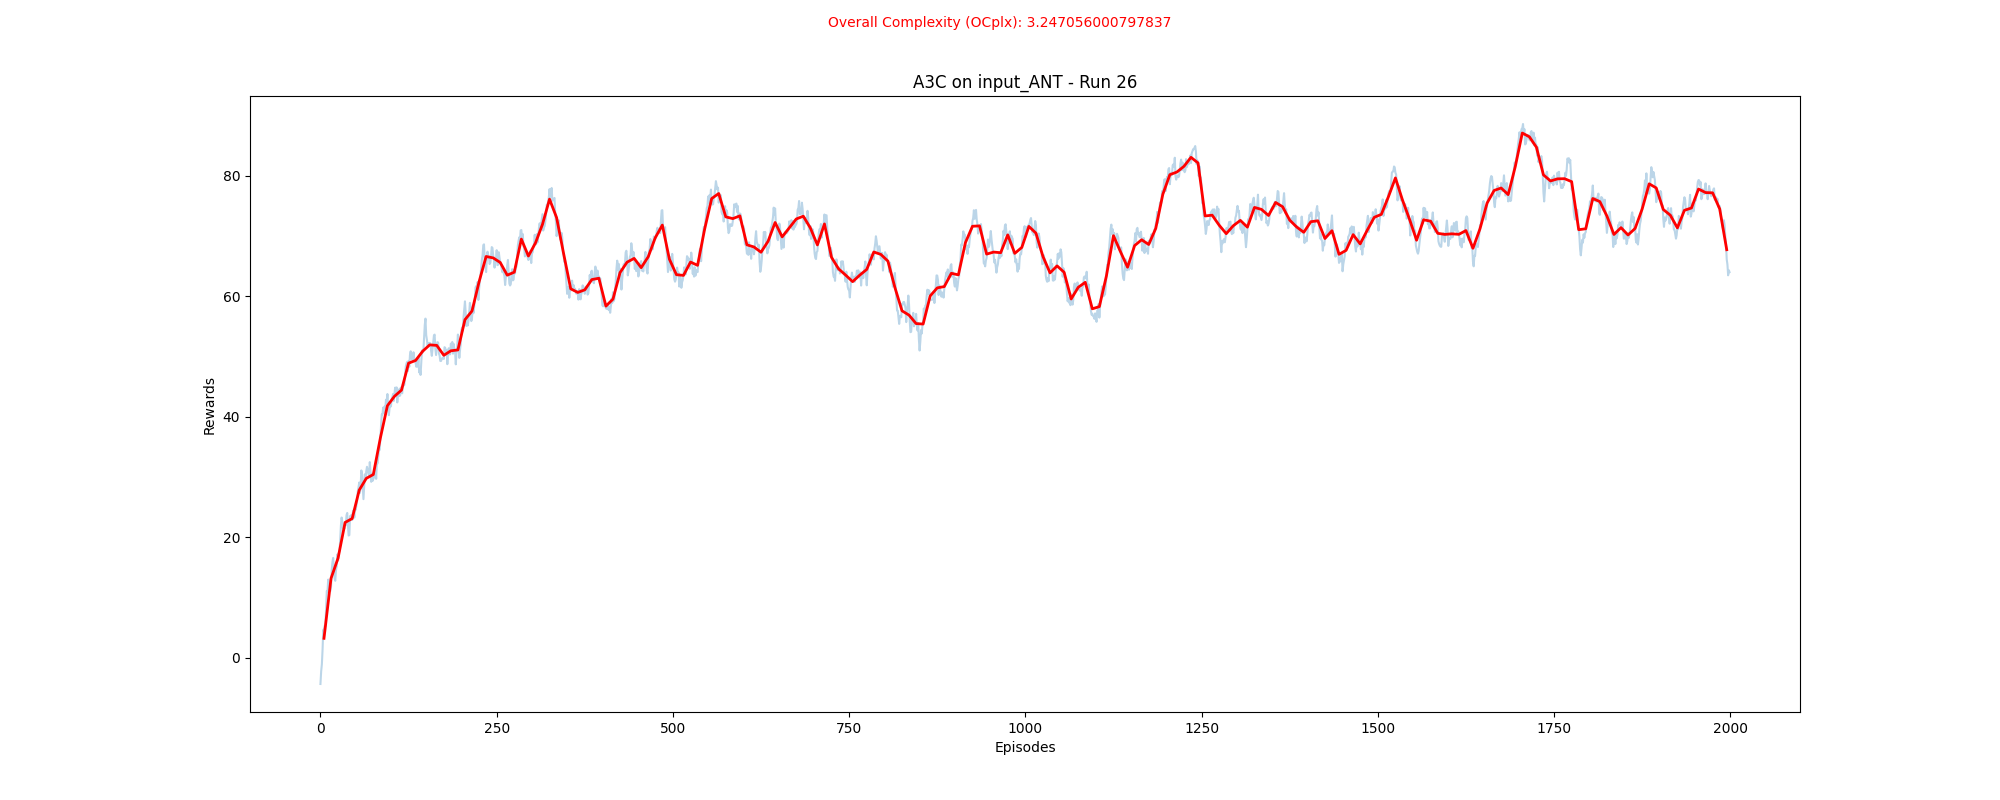 Overall Complexity (OCplx): 3.247056000797837
A3C on input_ANT - Run 26
80
60
40
20
0
Rewards
0 250 500 750 1000 1250 1500 1750 2000
Episodes